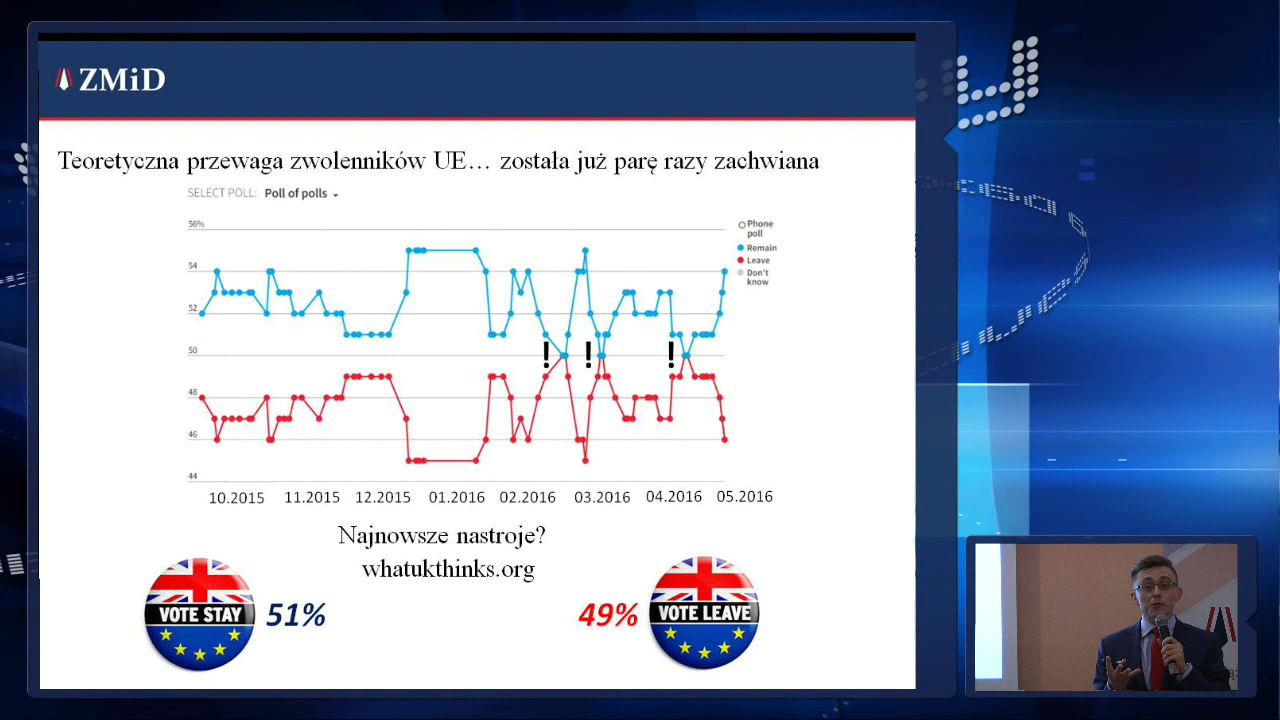 ZMiD
Teoretyczna przewaga zwolenników UE... została już parę razy zachwiana
SELECT POLL: Poll of polls
56%
54
52
50
48
46
44
Phone poll
Remain
Leave
Don't know
! ! !
10.2015 11.2015 12.2015 01.2016 02.2016 03.2016 04.2016 05.2016
Najnowsze nastroje?
whatukthinks.org
VOTE STAY 51%
49% VOTE LEAVE